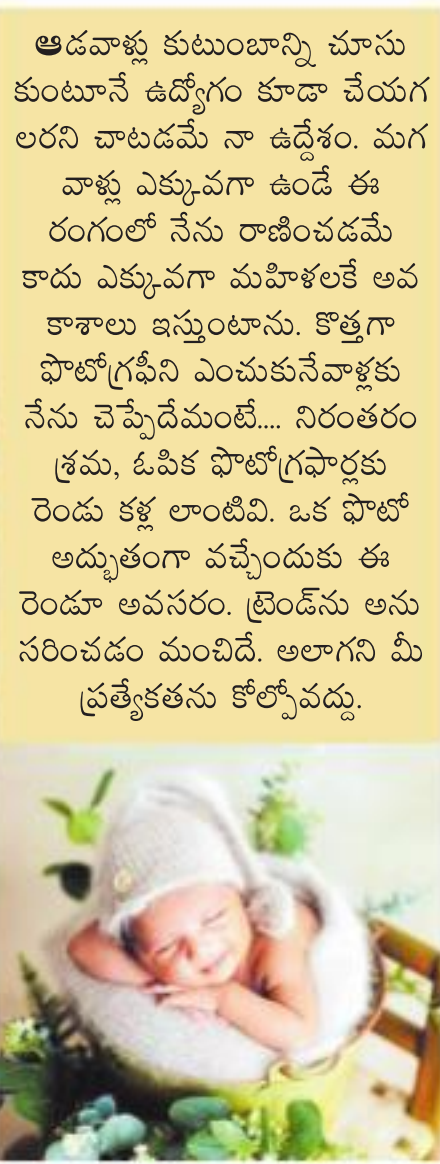 ఆడవాళ్లు కుటుంబాన్ని చూసు
కుంటూనే ఉద్యోగం కూడా చేయగ
లరని చాటడమే నా ఉద్దేశం. మగ
వాళ్లు ఎక్కువగా ఉండే ఈ
రంగంలో నేను రాణించడమే
కాదు ఎక్కువగా మహిళలకే అవ
కాశాలు ఇస్తుంటాను. కొత్తగా
ఫొటోగ్రఫీని ఎంచుకునేవాళ్లకు
నేను చెప్పేదేమంటే.... నిరంతరం
శ్రమ, ఓపిక ఫొటోగ్రాఫార్లకు
రెండు కళ్ల లాంటివి. ఒక ఫొటో
అద్భుతంగా వచ్చేందుకు ఈ
రెండూ అవసరం. ట్రెండ్‌ను అను
సరించడం మంచిదే. అలాగని మీ
ప్రత్యేకతను కోల్పోవద్దు.